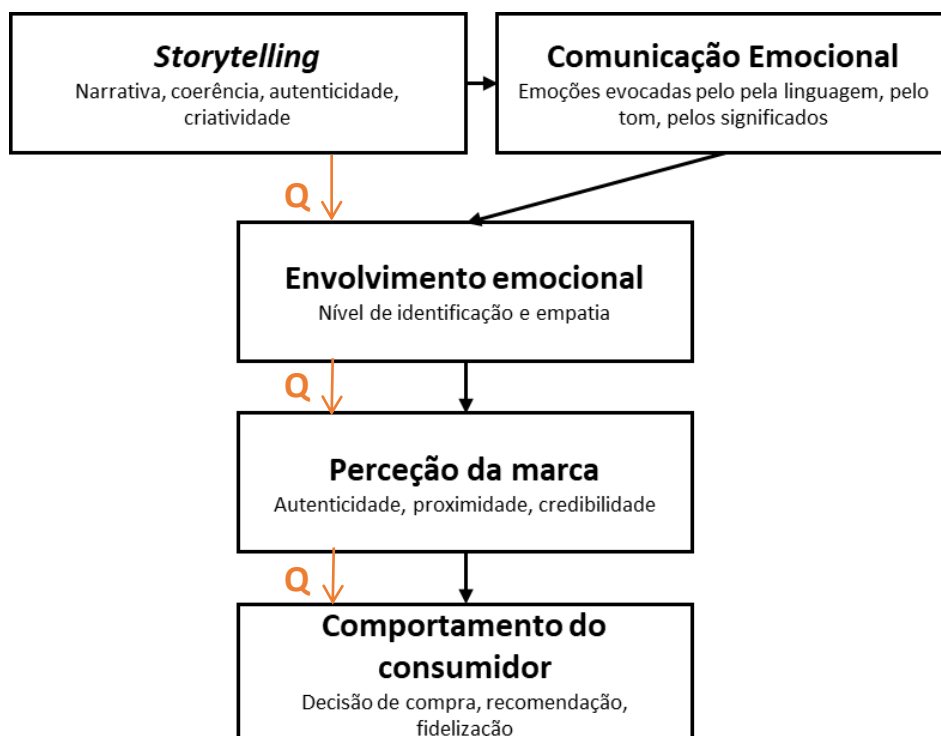 Storytelling
Narrativa, coerência, autenticidade,
criatividade
Comunicação Emocional
Emoções evocadas pelo pela linguagem, pelo
tom, pelos significados
Q
Envolvimento emocional
Nível de identificação e empatia
Q
Perceção da marca
Autenticidade, proximidade, credibilidade
Q
Comportamento do
consumidor
Decisão de compra, recomendação,
fidelização